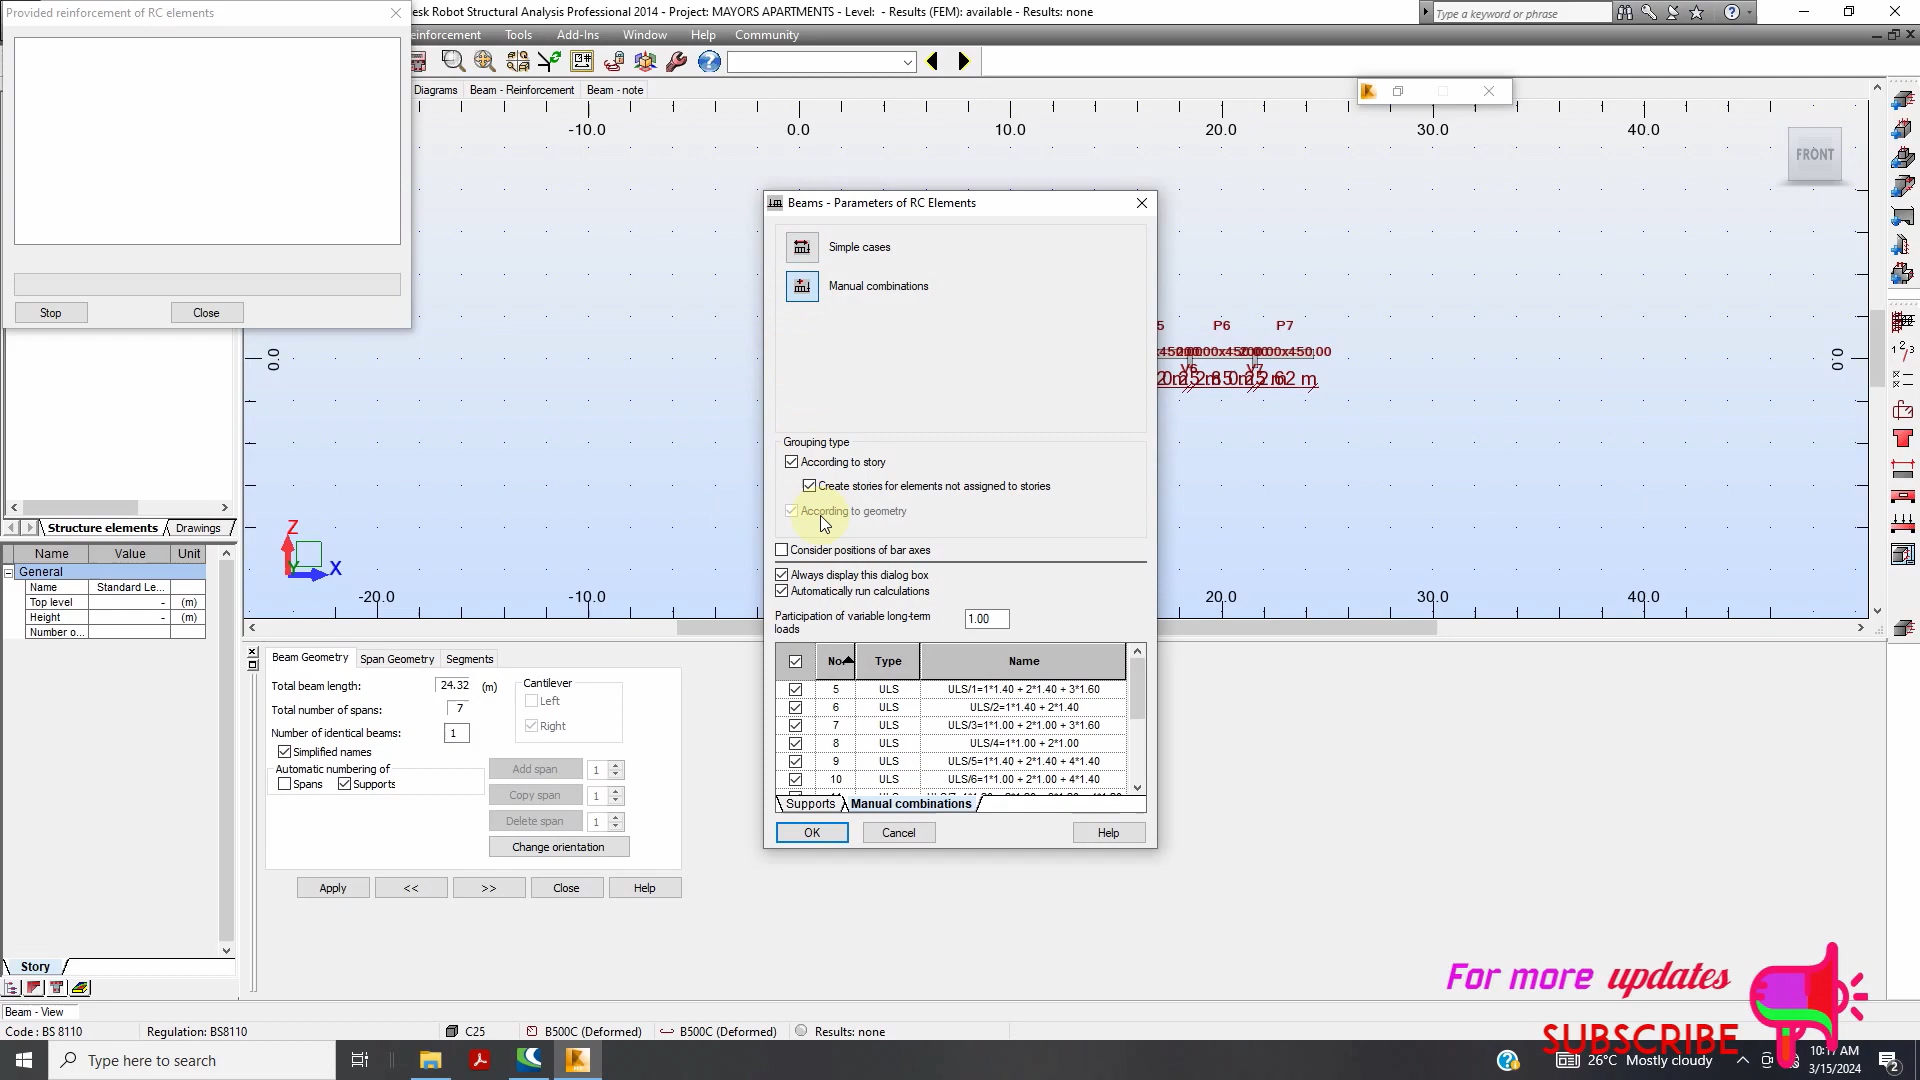 Provided reinforcement of RC elements
esk Robot Structural Analysis Professional 2014 - Project: MAYORS APARTMENTS - Level:  - Results (FEM): available - Results: none
Type a keyword or phrase
einforcement Tools Add-Ins Window Help Community
Diagrams Beam - Reinforcement Beam - note
-10.0 0.0 10.0 20.0 30.0 40.0
FRONT
Stop Close
Beams - Parameters of RC Elements
Simple cases
Manual combinations
5 P6 P7
V6 V7
0.0 0.0
Grouping type
According to story
Create stories for elements not assigned to stories
According to geometry
Consider positions of bar axes
Always display this dialog box
Automatically run calculations
Participation of variable long-term loads 1.00
No. Type Name
5 ULS ULS/1=1*1.40 + 2*1.40 + 3*1.60
6 ULS ULS/2=1*1.40 + 2*1.40
7 ULS ULS/3=1*1.00 + 2*1.00 + 3*1.60
8 ULS ULS/4=1*1.00 + 2*1.00
9 ULS ULS/5=1*1.40 + 2*1.40 + 4*1.40
10 ULS ULS/6=1*1.00 + 2*1.00 + 4*1.40
Supports Manual combinations
OK Cancel Help
Structure elements Drawings
Name Value Unit
General
Name Standard Le...
Top level - (m)
Height - (m)
Number o...
Z
Y X
-20.0 -10.0 20.0 30.0 40.0
Beam Geometry Span Geometry Segments
Total beam length: 24.32 (m)
Total number of spans: 7
Number of identical beams: 1
Simplified names
Automatic numbering of
Spans Supports
Cantilever
Left
Right
Add span 1
Copy span 1
Delete span 1
Change orientation
Apply << >> Close Help
Story
Beam - View
Code : BS 8110 Regulation: BS8110 C25 B500C (Deformed) B500C (Deformed) Results: none
For more updates
SUBSCRIBE
Type here to search
26°C Mostly cloudy
10:17 AM
3/15/2024
2